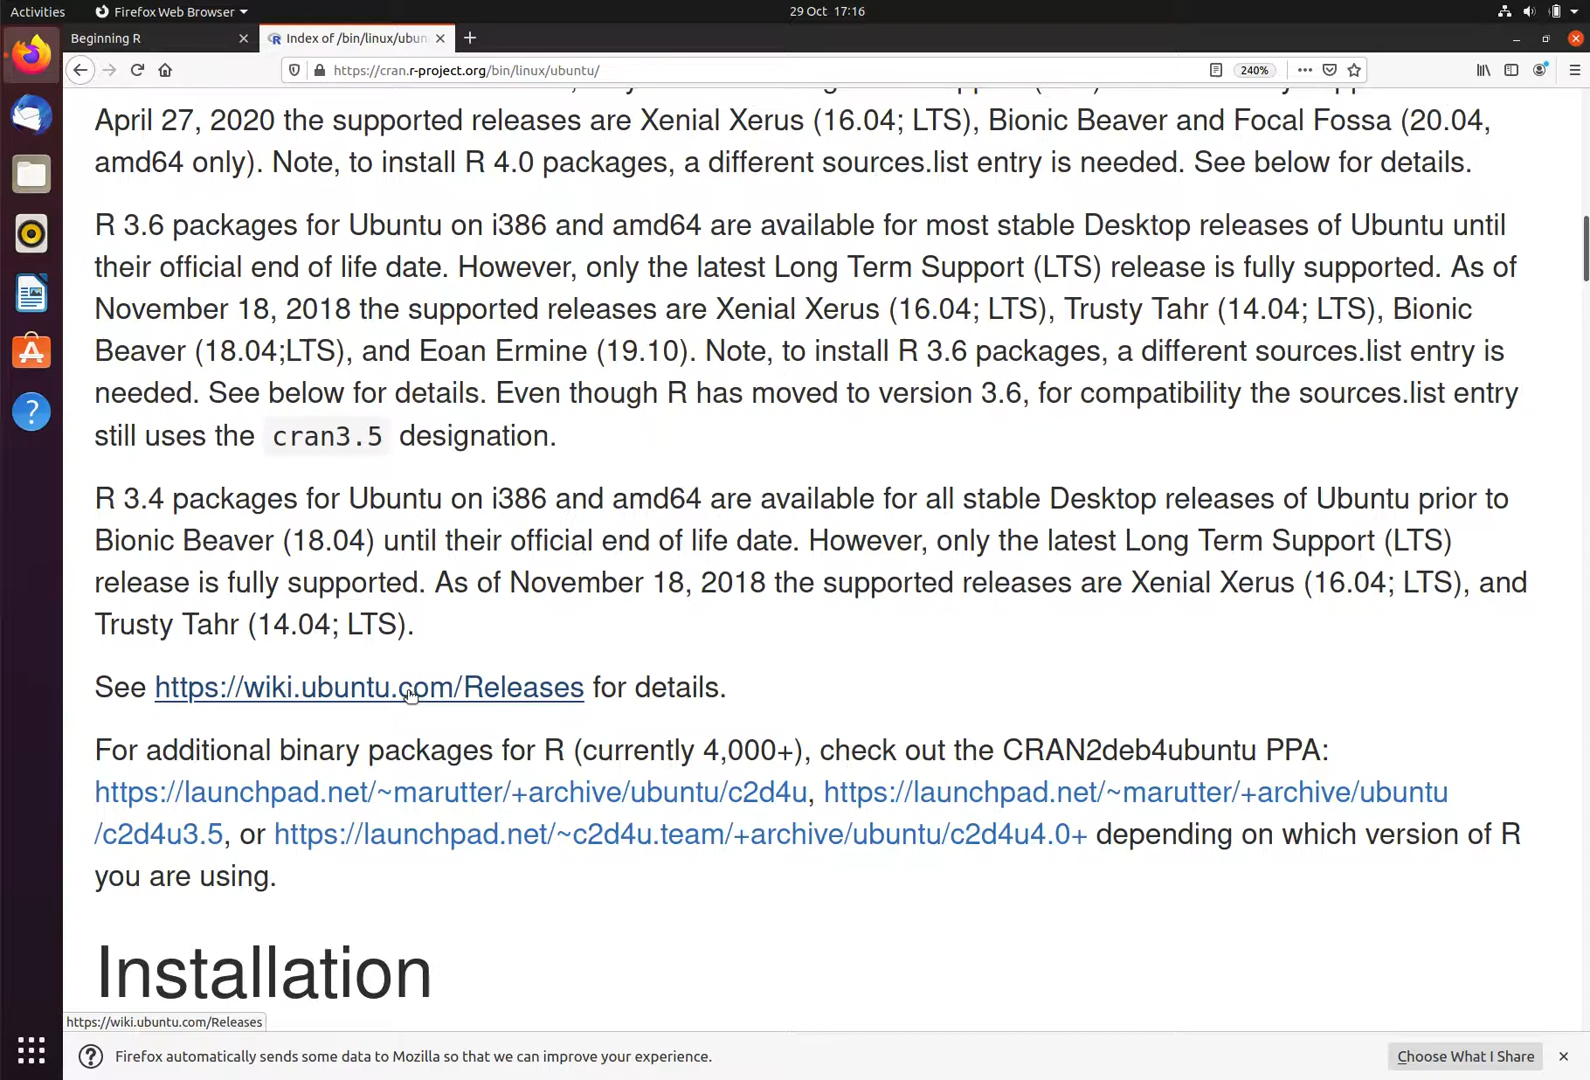 Activities
Firefox Web Browser
29 Oct 17:16
Beginning R
Index of /bin/linux/ubun
https://cran.r-project.org/bin/linux/ubuntu/
240%
April 27, 2020 the supported releases are Xenial Xerus (16.04; LTS), Bionic Beaver and Focal Fossa (20.04,
amd64 only). Note, to install R 4.0 packages, a different sources.list entry is needed. See below for details.
R 3.6 packages for Ubuntu on i386 and amd64 are available for most stable Desktop releases of Ubuntu until
their official end of life date. However, only the latest Long Term Support (LTS) release is fully supported. As of
November 18, 2018 the supported releases are Xenial Xerus (16.04; LTS), Trusty Tahr (14.04; LTS), Bionic
Beaver (18.04;LTS), and Eoan Ermine (19.10). Note, to install R 3.6 packages, a different sources.list entry is
needed. See below for details. Even though R has moved to version 3.6, for compatibility the sources.list entry
still uses the cran3.5 designation.
R 3.4 packages for Ubuntu on i386 and amd64 are available for all stable Desktop releases of Ubuntu prior to
Bionic Beaver (18.04) until their official end of life date. However, only the latest Long Term Support (LTS)
release is fully supported. As of November 18, 2018 the supported releases are Xenial Xerus (16.04; LTS), and
Trusty Tahr (14.04; LTS).
See https://wiki.ubuntu.com/Releases for details.
For additional binary packages for R (currently 4,000+), check out the CRAN2deb4ubuntu PPA:
https://launchpad.net/~marutter/+archive/ubuntu/c2d4u, https://launchpad.net/~marutter/+archive/ubuntu
/c2d4u3.5, or https://launchpad.net/~c2d4u.team/+archive/ubuntu/c2d4u4.0+ depending on which version of R
you are using.
Installation
https://wiki.ubuntu.com/Releases
Firefox automatically sends some data to Mozilla so that we can improve your experience.
Choose What I Share